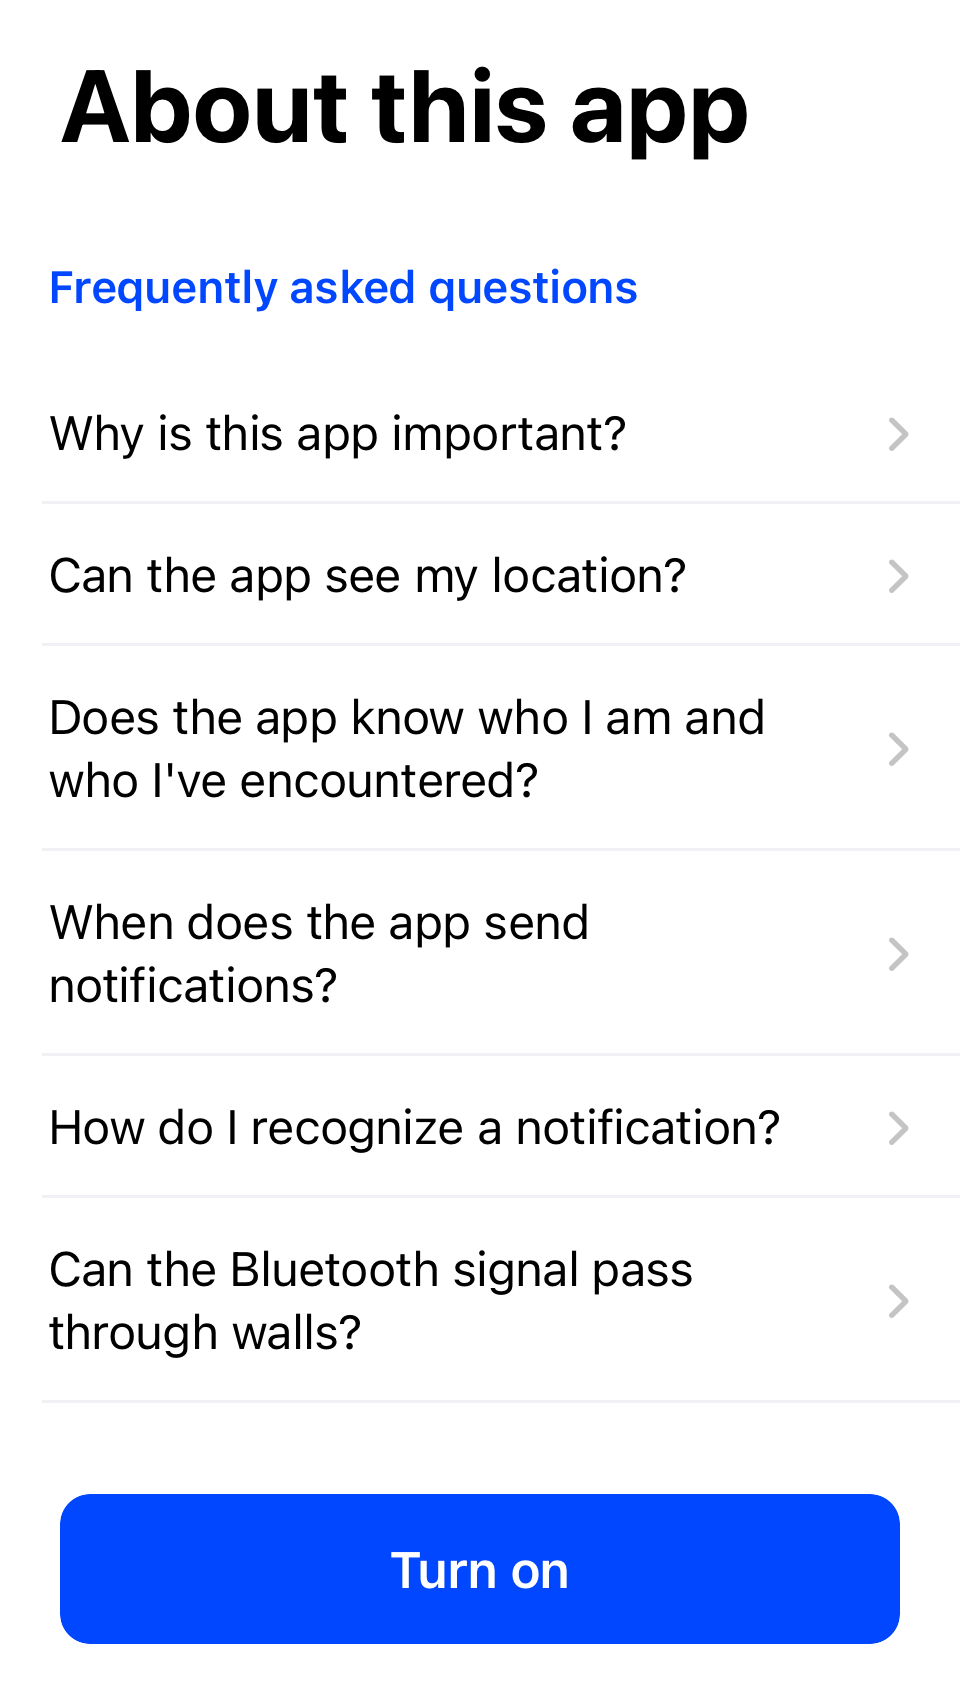 About this app
Frequently asked questions
Why is this app important?
Can the app see my location?
Does the app know who I am and
who I've encountered?
When does the app send
notifications?
How do I recognize a notification?
Can the Bluetooth signal pass
through walls?
Turn on